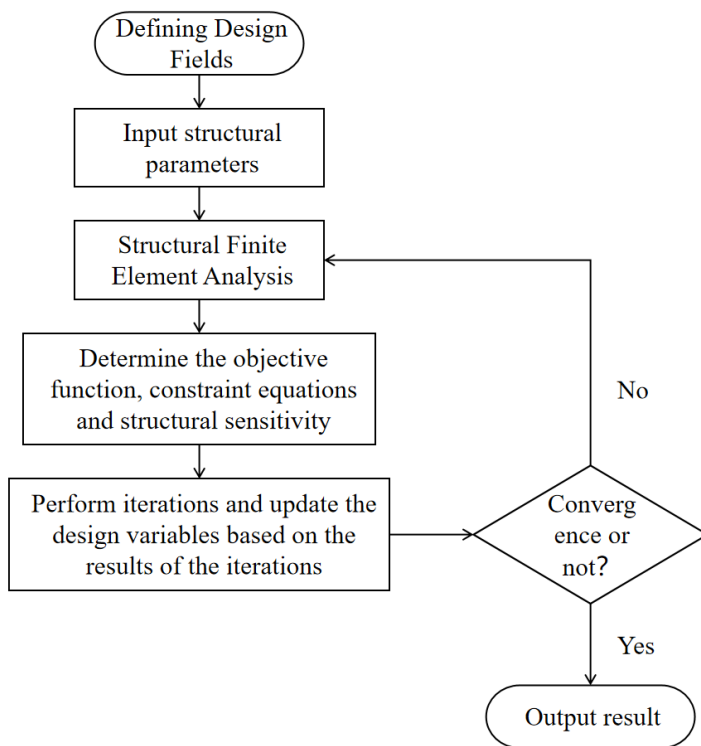 Defining Design
Fields
Input structural
parameters
Structural Finite
Element Analysis
Determine the objective
function, constraint equations
and structural sensitivity
Perform iterations and update the
design variables based on the
results of the iterations
No
Converg
ence or
not?
Yes
Output result